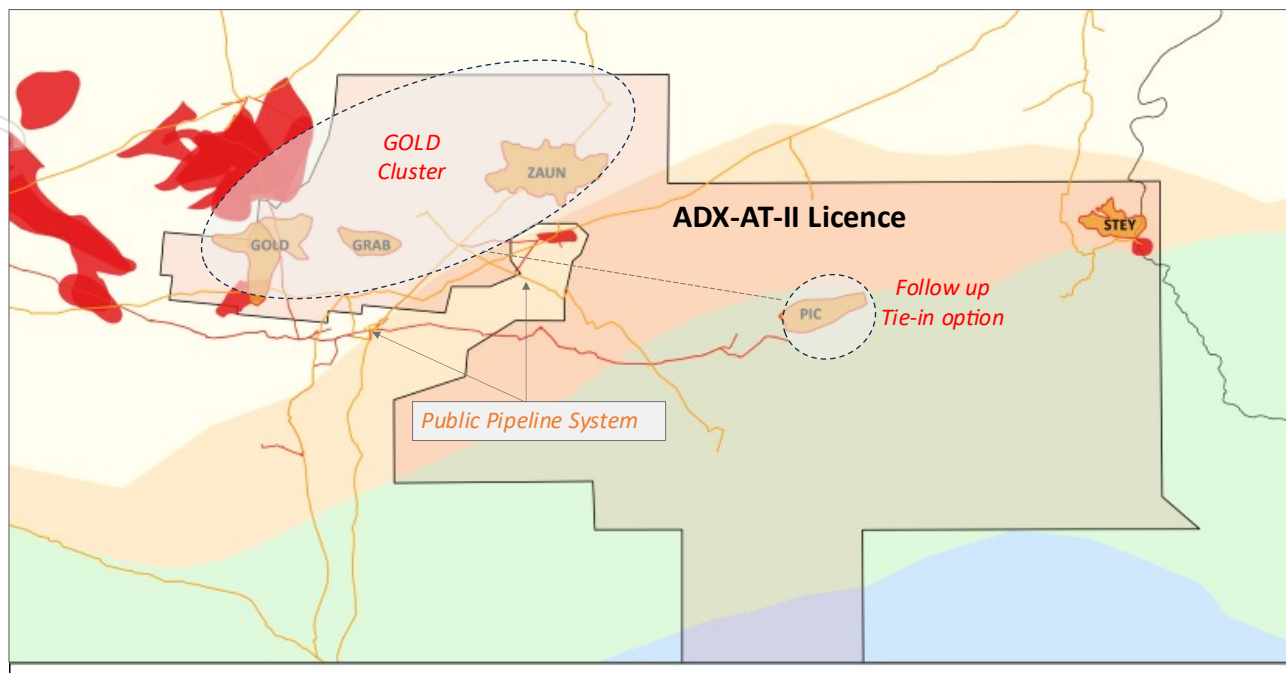 GOLD
Cluster
ZAUN
ADX-AT-II Licence
STEY
GOLD
GRAB
PIC
Follow up
Tie-in option
Public Pipeline System